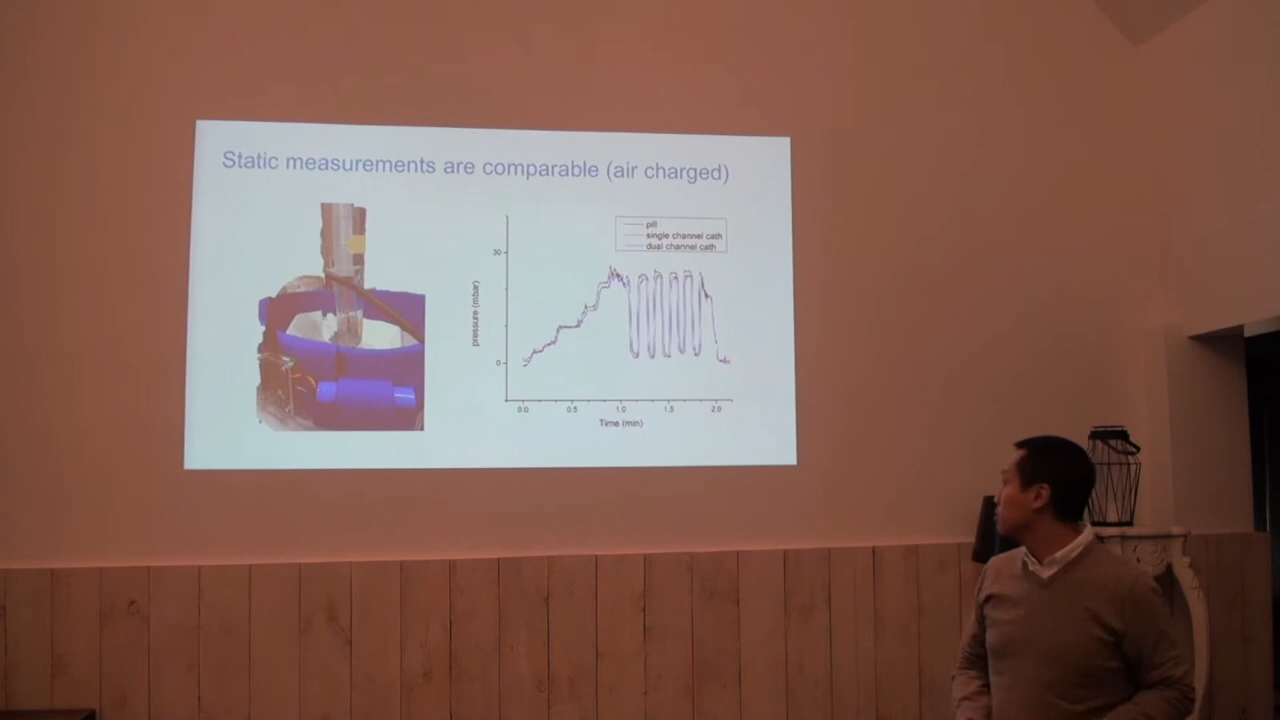 Static measurements are comparable (air charged)
pill
single channel cath
dual channel cath
30
0
pressure (mbar)
0.0 0.5 1.0 1.5 2.0
Time (min)